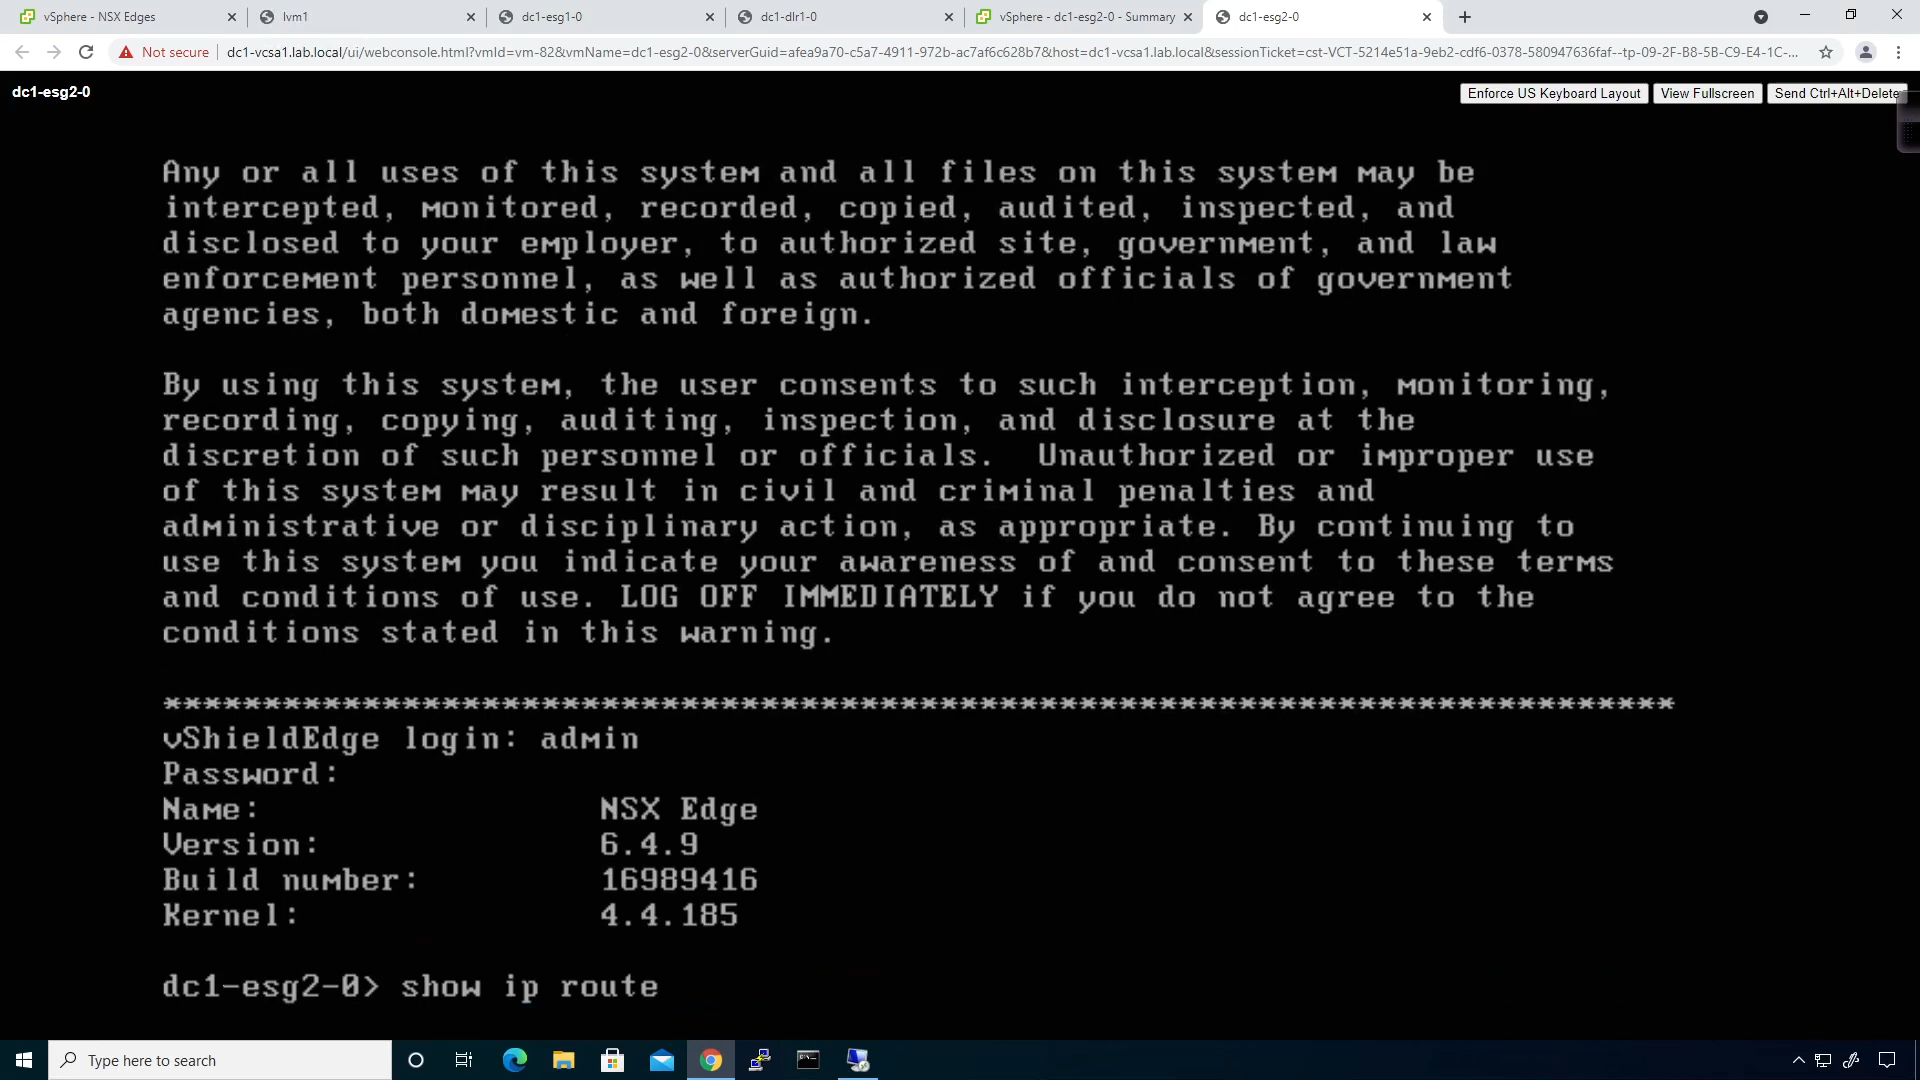 vSphere - NSX Edges
lvm1
dc1-esg1-0
dc1-dlr1-0
vSphere - dc1-esg2-0 - Summary
dc1-esg2-0
Not secure
dc1-vcsa1.lab.local/ui/webconsole.html?vmId=vm-82&vmName=dc1-esg2-0&serverGuid=afea9a70-c5a7-4911-972b-ac7af6c628b7&host=dc1-vcsa1.lab.local&sessionTicket=cst-VCT-5214e51a-9eb2-cdf6-0378-580947636faf--tp-09-2F-B8-5B-C9-E4-1C-...
dc1-esg2-0
Enforce US Keyboard Layout
View Fullscreen
Send Ctrl+Alt+Delete
Any or all uses of this system and all files on this system may be
intercepted, monitored, recorded, copied, audited, inspected, and
disclosed to your employer, to authorized site, government, and law
enforcement personnel, as well as authorized officials of government
agencies, both domestic and foreign.
By using this system, the user consents to such interception, monitoring,
recording, copying, auditing, inspection, and disclosure at the
discretion of such personnel or officials.  Unauthorized or improper use
of this system may result in civil and criminal penalties and
administrative or disciplinary action, as appropriate. By continuing to
use this system you indicate your awareness of and consent to these terms
and conditions of use. LOG OFF IMMEDIATELY if you do not agree to the
conditions stated in this warning.
****************************************************************************
vShieldEdge login: admin
Password:
Name: NSX Edge
Version: 6.4.9
Build number: 16989416
Kernel: 4.4.185
dc1-esg2-0> show ip route
Type here to search